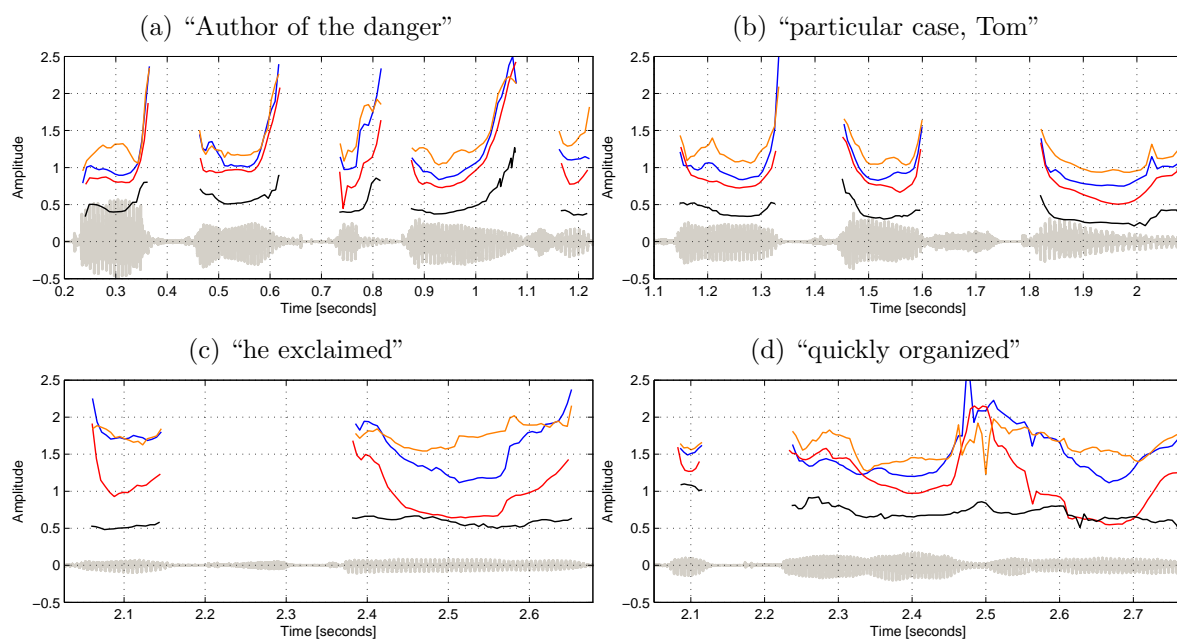 (a) “Author of the danger”
2.5
2
1.5
1
0.5
0
−0.5
Amplitude
0.2 0.3 0.4 0.5 0.6 0.7 0.8 0.9 1 1.1 1.2
Time [seconds]
(b) “particular case, Tom”
2.5
2
1.5
1
0.5
0
−0.5
Amplitude
1.1 1.2 1.3 1.4 1.5 1.6 1.7 1.8 1.9 2
Time [seconds]
(c) “he exclaimed”
2.5
2
1.5
1
0.5
0
−0.5
Amplitude
2.1 2.2 2.3 2.4 2.5 2.6
Time [seconds]
(d) “quickly organized”
2.5
2
1.5
1
0.5
0
−0.5
Amplitude
2.1 2.2 2.3 2.4 2.5 2.6 2.7
Time [seconds]